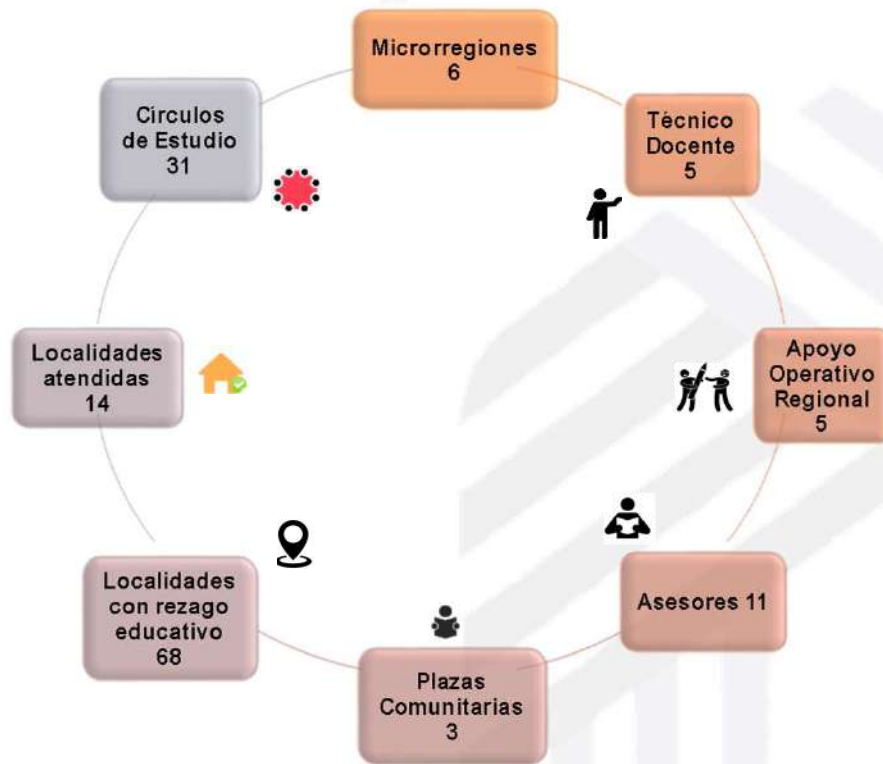 Microrregiones
6
Técnico
Docente
5
Apoyo
Operativo
Regional
5
Asesores 11
Plazas
Comunitarias
3
Localidades
con rezago
educativo
68
Localidades
atendidas
14
Círculos
de Estudio
31